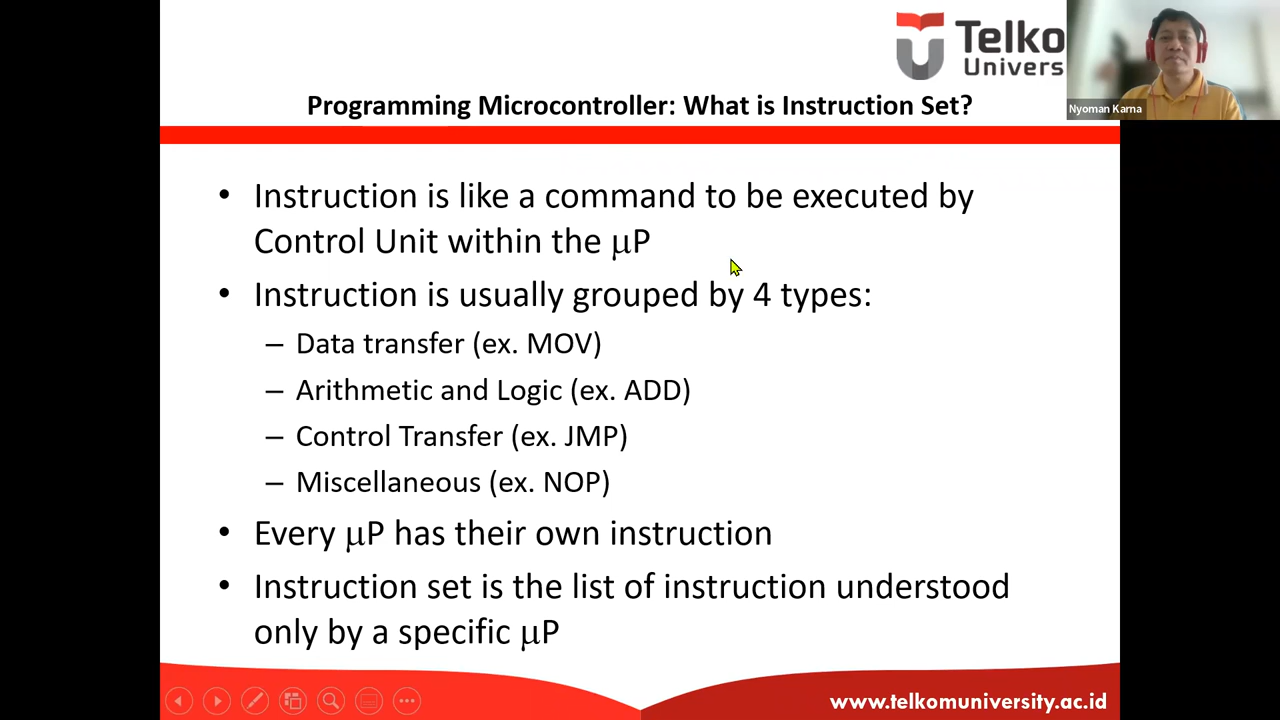 Telko
Univers
Nyoman Karna
Programming Microcontroller: What is Instruction Set?
• Instruction is like a command to be executed by
Control Unit within the µP
• Instruction is usually grouped by 4 types:
– Data transfer (ex. MOV)
– Arithmetic and Logic (ex. ADD)
– Control Transfer (ex. JMP)
– Miscellaneous (ex. NOP)
• Every µP has their own instruction
• Instruction set is the list of instruction understood
only by a specific µP
www.telkomuniversity.ac.id